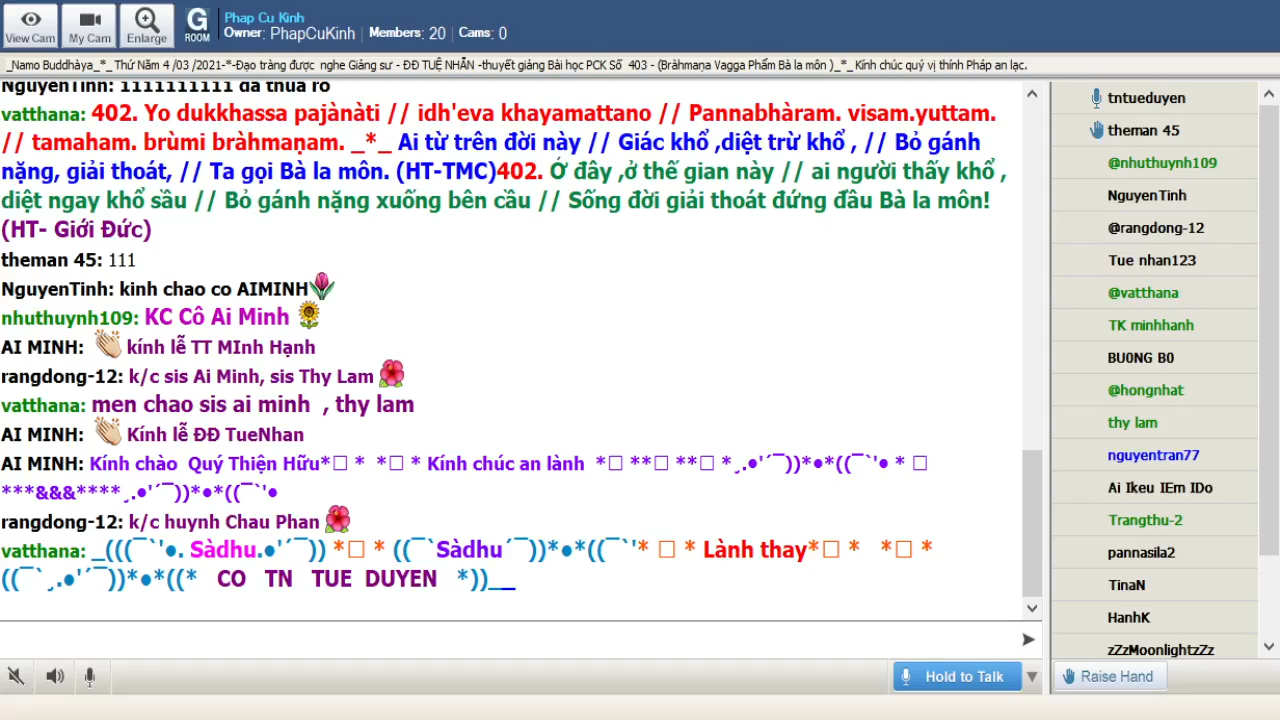 View Cam
My Cam
Enlarge
G
ROOM
Phap Cu Kinh
Owner: PhapCuKinh | Members: 20 | Cams: 0
_Namo Buddhàya_*_ Thứ Năm 4 /03 /2021-*-Đạo tràng được nghe Giảng sư - ĐĐ TUỆ NHẪN -thuyết giảng Bài học PCK Số 403 - (Bràhmaṇa Vagga Phẩm Bà la môn )_*_Kính chúc quý vị thính Pháp an lạc.
NguyenTinh: 1111111111 da thua ro
vatthana: 402. Yo dukkhassa pajànàti // idh'eva khayamattano // Pannabhàram. visam.yuttam.
// tamaham. brùmi bràhmaṇam. _*_ Ai từ trên đời này // Giác khổ ,diệt trừ khổ , // Bỏ gánh
nặng, giải thoát, // Ta gọi Bà la môn. (HT-TMC)402. Ở đây ,ở thế gian này // ai người thấy khổ ,
diệt ngay khổ sầu // Bỏ gánh nặng xuống bên cầu // Sống đời giải thoát đứng đầu Bà la môn!
(HT- Giới Đức)
theman 45: 111
NguyenTinh: kinh chao co AIMINH
nhuthuynh109: KC Cô Ai Minh
AI MINH: kính lễ TT MInh Hạnh
rangdong-12: k/c sis Ai Minh, sis Thy Lam
vatthana: men chao sis ai minh , thy lam
AI MINH: Kính lễ ĐĐ TueNhan
AI MINH: Kính chào Quý Thiện Hữu*□ * *□ * Kính chúc an lành *□ **□ **□ *¸.•'´¯))*•*((¯`'• * □
***&&&****¸.•'´¯))*•*((¯`'•
rangdong-12: k/c huynh Chau Phan
vatthana: _(((¯`'•. Sàdhu.•'´¯)) *□ * ((¯`Sàdhu´¯))*•*((¯`'* □ * Lành thay*□ * *□ *
((¯`¸.•'´¯))*•*((* CO TN TUE DUYEN *))__
Hold to Talk
tntueduyen
theman 45
@nhuthuynh109
NguyenTinh
@rangdong-12
Tue nhan123
@vatthana
TK minhhanh
BU0NG B0
@hongnhat
thy lam
nguyentran77
Ai Ikeu IEm IDo
Trangthu-2
pannasila2
TinaN
HanhK
zZzMoonlightzZz
Raise Hand